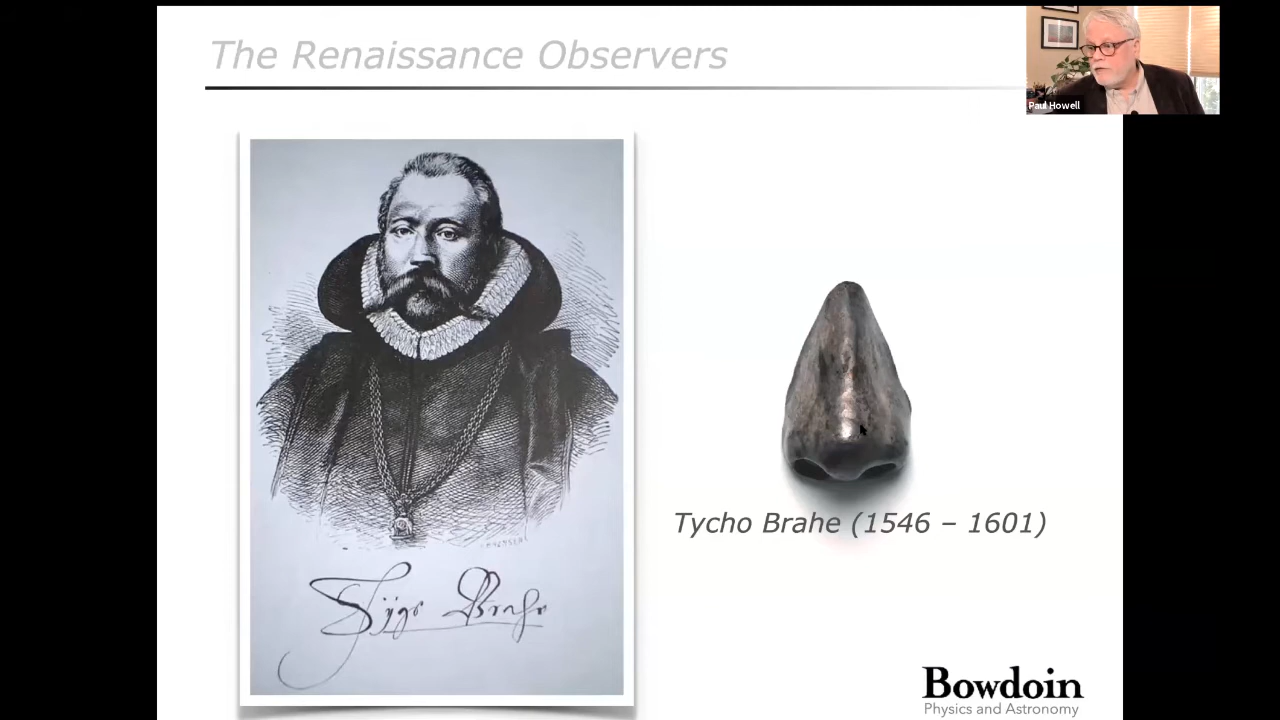 The Renaissance Observers
Paul Howell
Tycho Brahe (1546 – 1601)
Bowdoin
Physics and Astronomy